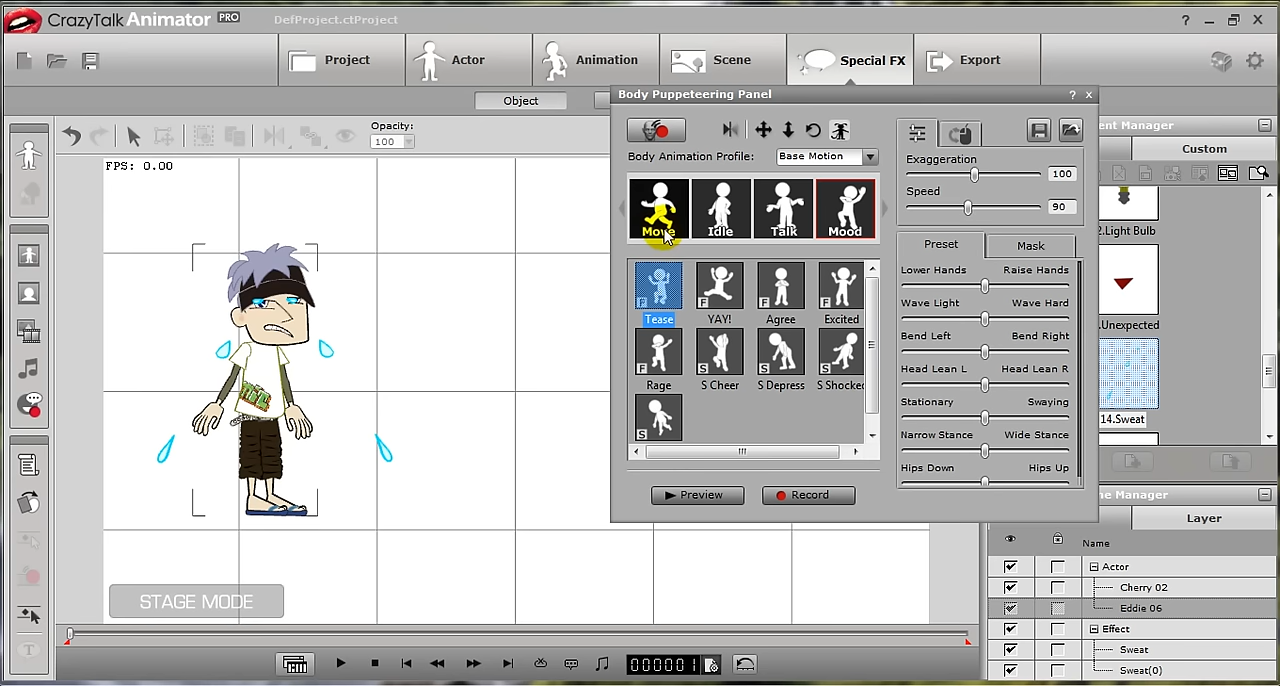 CrazyTalk Animator PRO
DefProject.ctProject
Project
Actor
Animation
Scene
Special FX
Export
Object
Opacity:
100
FPS: 0.00
STAGE MODE
000001
Body Puppeteering Panel
Body Animation Profile:
Base Motion
Move
Idle
Talk
Mood
Tease
YAY!
Agree
Excited
Rage
S Cheer
S Depress
S Shocked
F
F
F
F
F
S
S
S
S
Preview
Record
Exaggeration
100
Speed
90
Preset
Mask
Lower Hands Raise Hands
Wave Light Wave Hard
Bend Left Bend Right
Head Lean L Head Lean R
Stationary Swaying
Narrow Stance Wide Stance
Hips Down Hips Up
ent Manager
Custom
2.Light Bulb
.Unexpected
14.Sweat
ne Manager
Layer
Name
Actor
Cherry 02
Eddie 06
Effect
Sweat
Sweat(0)